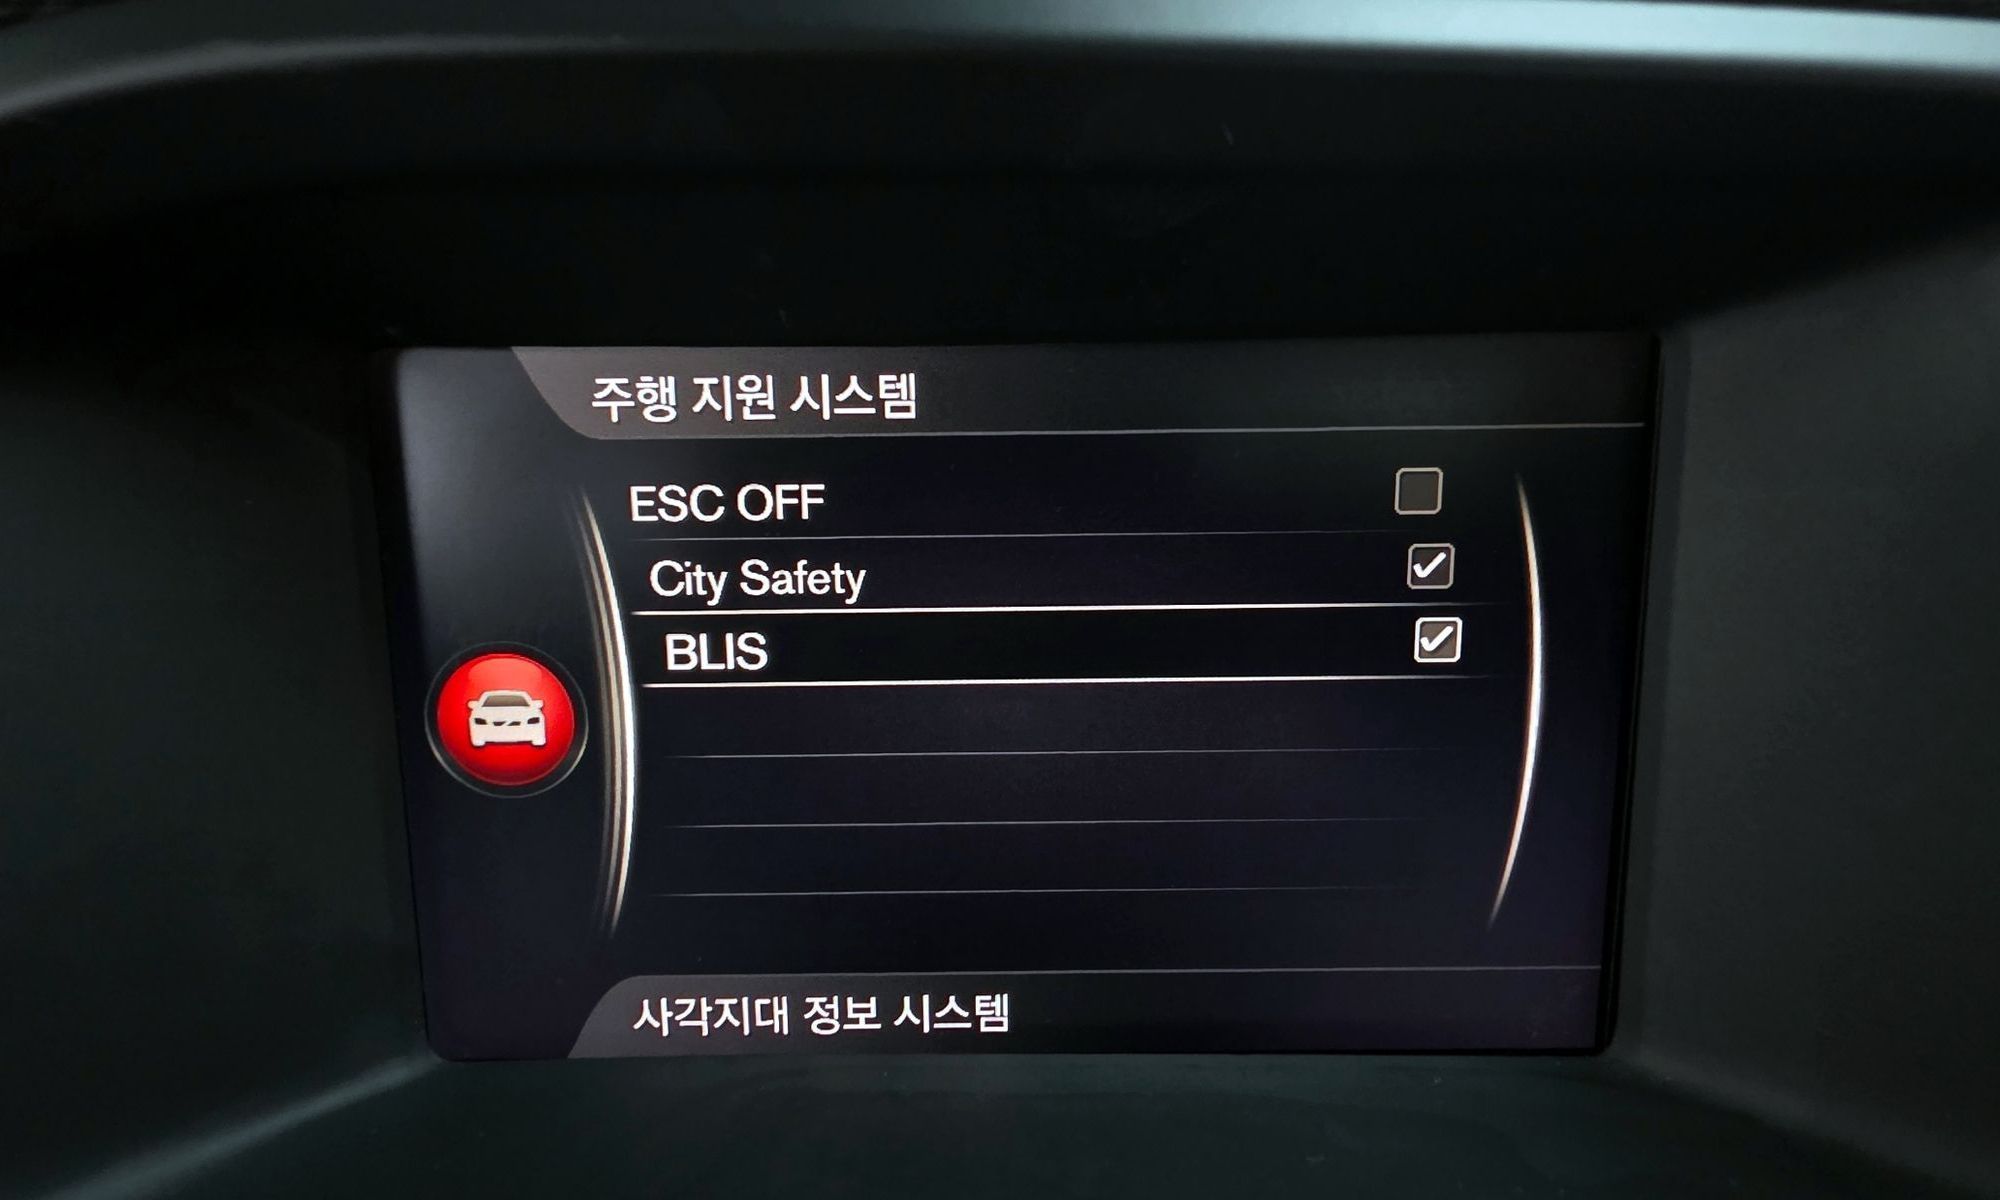 주행 지원 시스템
ESC OFF
City Safety
BLIS
사각지대 정보 시스템